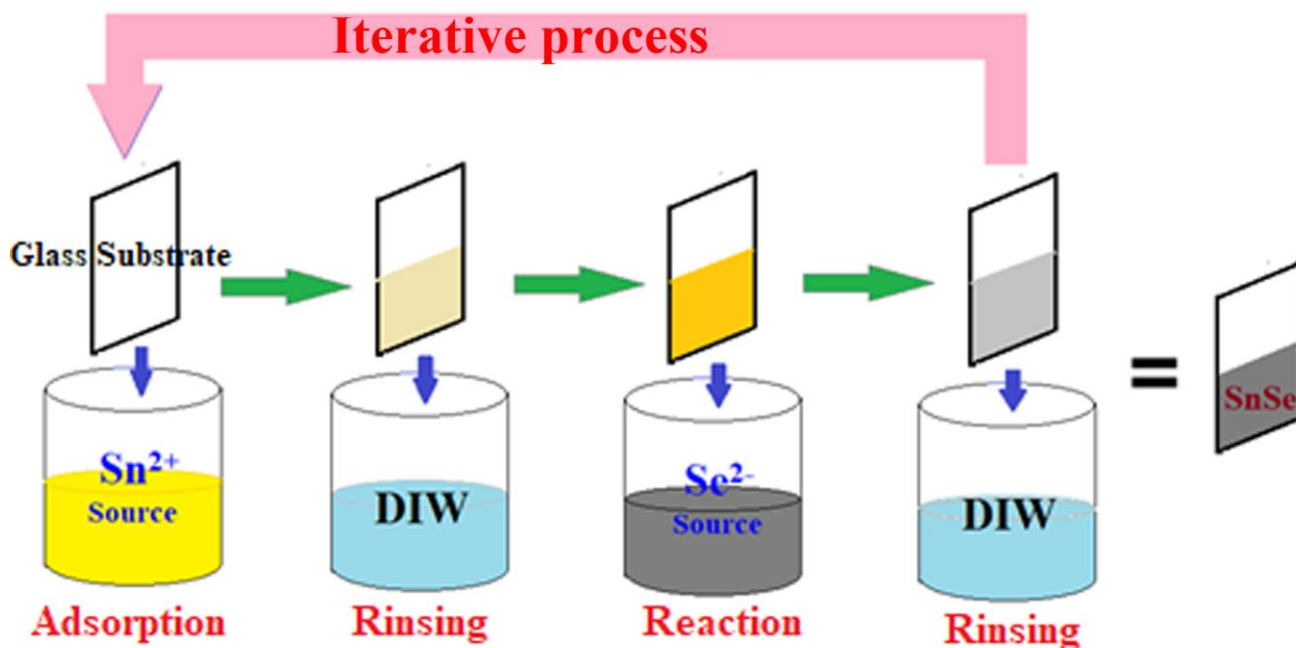 Iterative process
Glass Substrate
Sn²⁺
Source
DIW
Se²⁻
Source
DIW
SnSe
Adsorption
Rinsing
Reaction
Rinsing